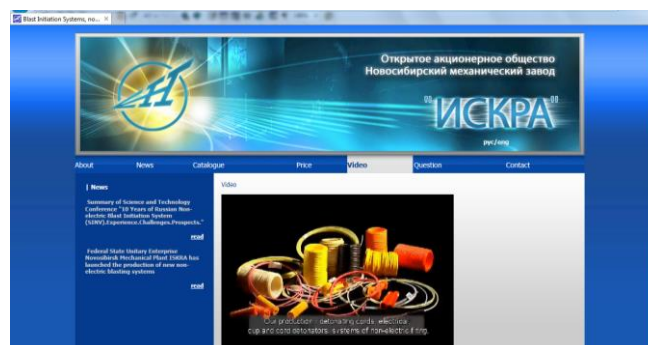 Blast Initiation Systems, no...
Открытое акционерное общество
Новосибирский механический завод
"ИСКРА"
рус/eng
About News Catalogue Price Video Question Contact
| News
Video
Summary of Science and Technology
Conference "10 Years of Russian Non-
electric Blast Initiation System
(SINV).Experience.Challenges.Prospects."
read
Federal State Unitary Enterprise
Novosibirsk Mechanical Plant ISKRA has
launched the production of new non-
electric blasting systems
read
Our production - detonating cords, electrical
cup and cord detonators, systems of non-electric firing.